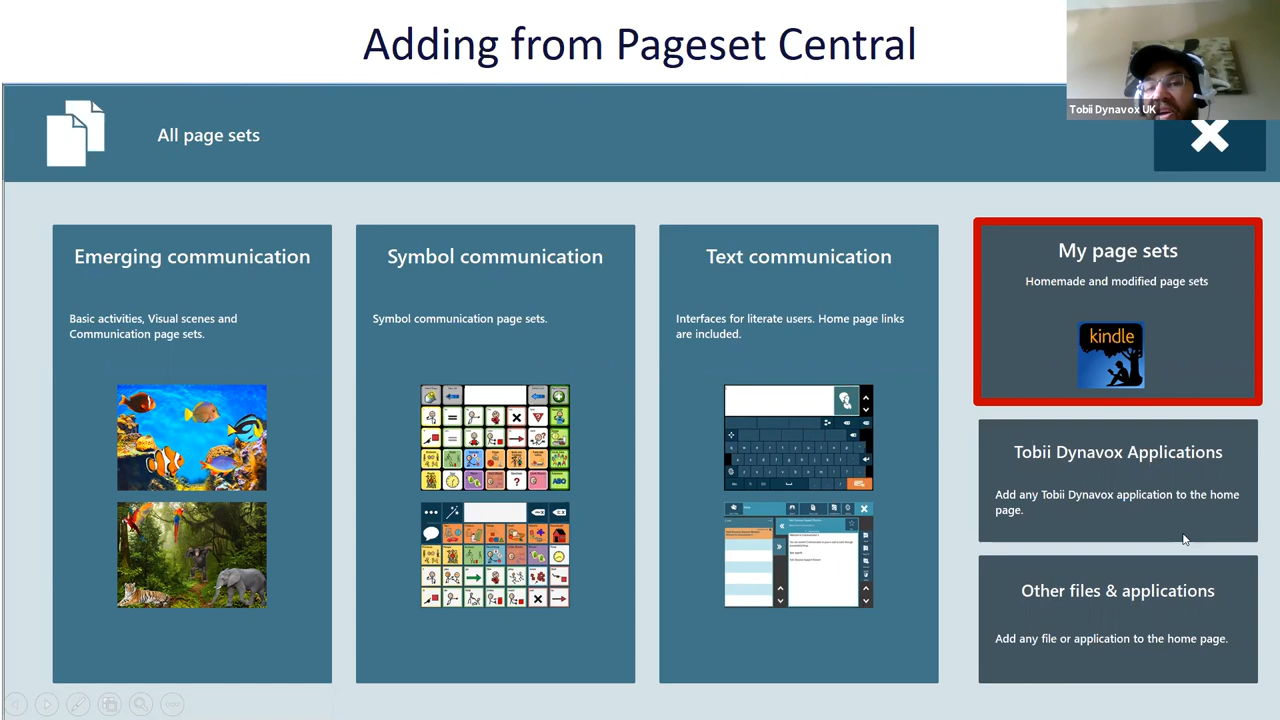 Adding from Pageset Central
Tobii Dynavox UK
All page sets
Emerging communication
Basic activities, Visual scenes and
Communication page sets.
Symbol communication
Symbol communication page sets.
Text communication
Interfaces for literate users. Home page links
are included.
My page sets
Homemade and modified page sets
kindle
Tobii Dynavox Applications
Add any Tobii Dynavox application to the home
page.
Other files & applications
Add any file or application to the home page.